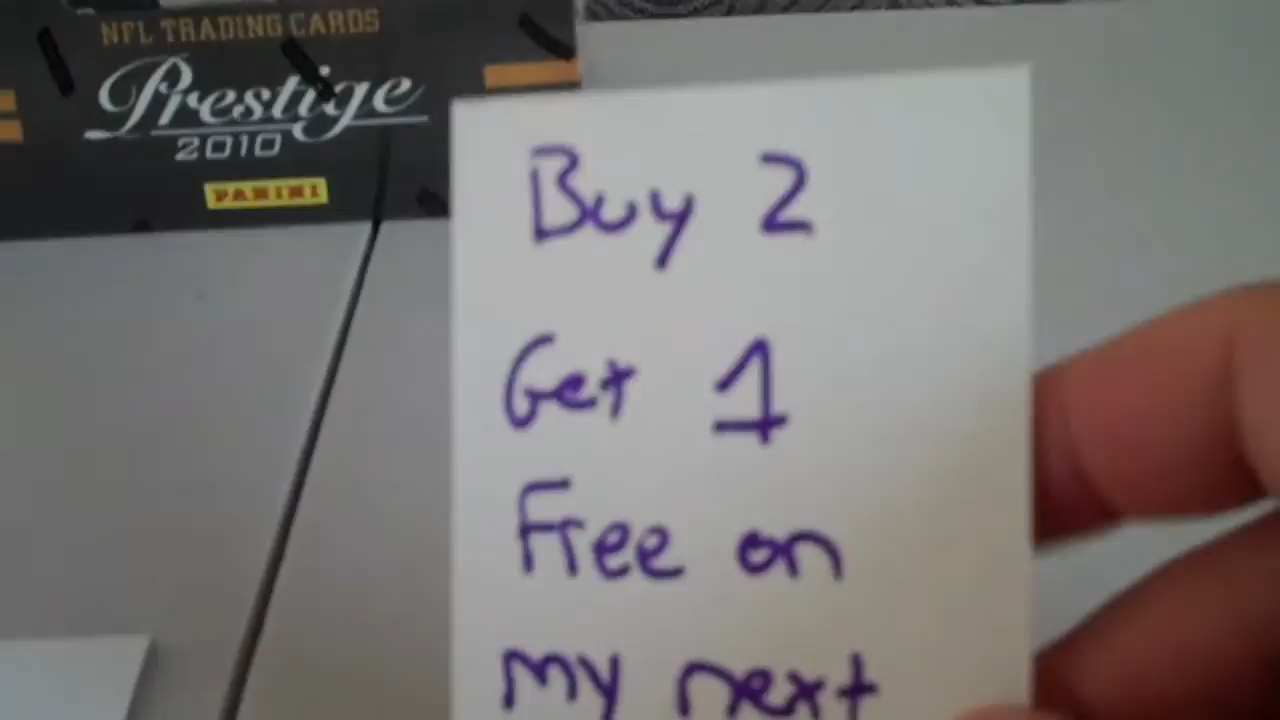 NFL TRADING CARDS
Prestige
2010
PANINI
Buy 2
Get 1
Free on
my next